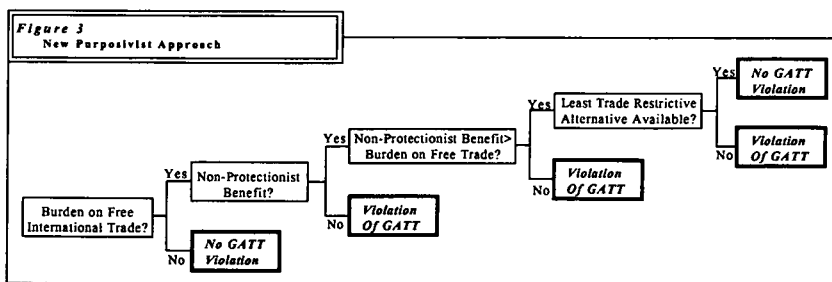 Figure 3
New Purposivist Approach
Yes
No GATT
Violation
Yes
Least Trade Restrictive
Alternative Available?
No
Violation
Of GATT
Yes
Non-Protectionist Benefit>
Burden on Free Trade?
No
Violation
Of GATT
Yes
Non-Protectionist
Benefit?
No
Violation
Of GATT
Burden on Free
International Trade?
No
No GATT
Violation